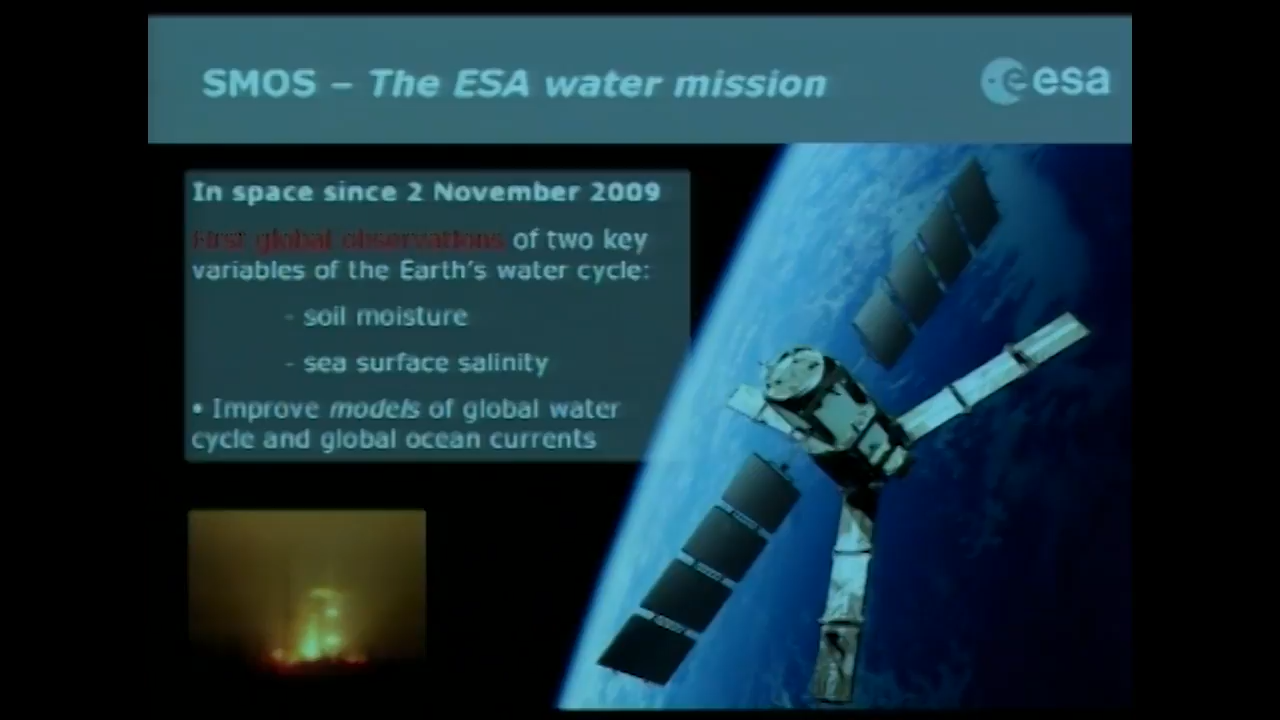 SMOS – The ESA water mission
esa
In space since 2 November 2009
First global observations of two key
variables of the Earth's water cycle:
- soil moisture
- sea surface salinity
• Improve models of global water
cycle and global ocean currents